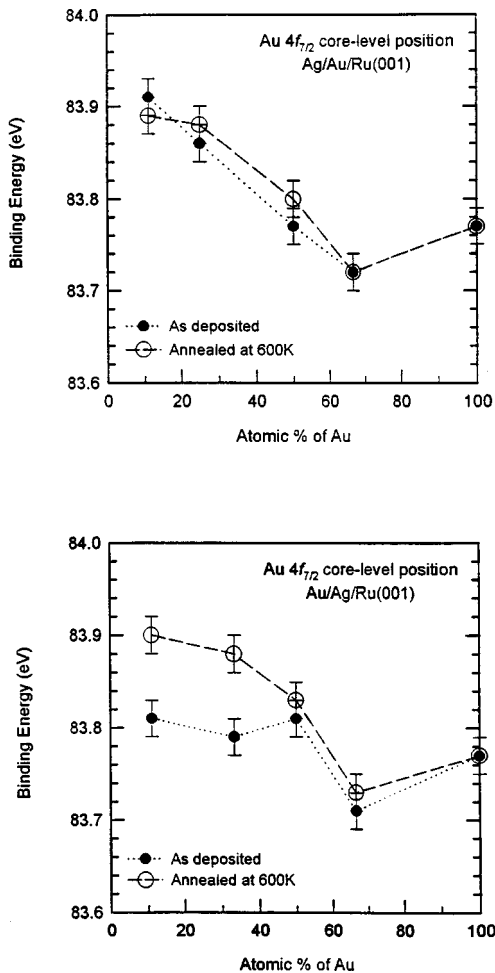 84.0
Au 4f7/2 core-level position
Ag/Au/Ru(001)
83.9
83.8
83.7
83.6
Binding Energy (eV)
As deposited
Annealed at 600K
0 20 40 60 80 100
Atomic % of Au
84.0
Au 4f7/2 core-level position
Au/Ag/Ru(001)
83.9
83.8
83.7
83.6
Binding Energy (eV)
As deposited
Annealed at 600K
0 20 40 60 80 100
Atomic % of Au